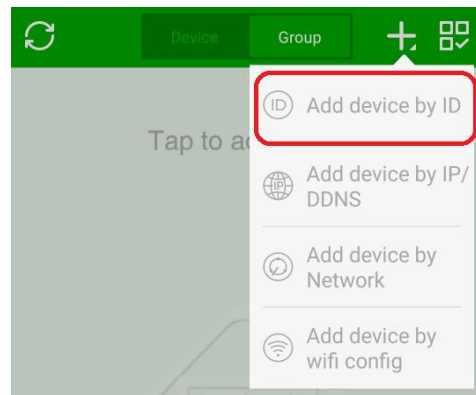 Device
Group
ID
Add device by ID
Tap to a
IP
Add device by IP/
DDNS
Add device by
Network
Add device by
wifi config